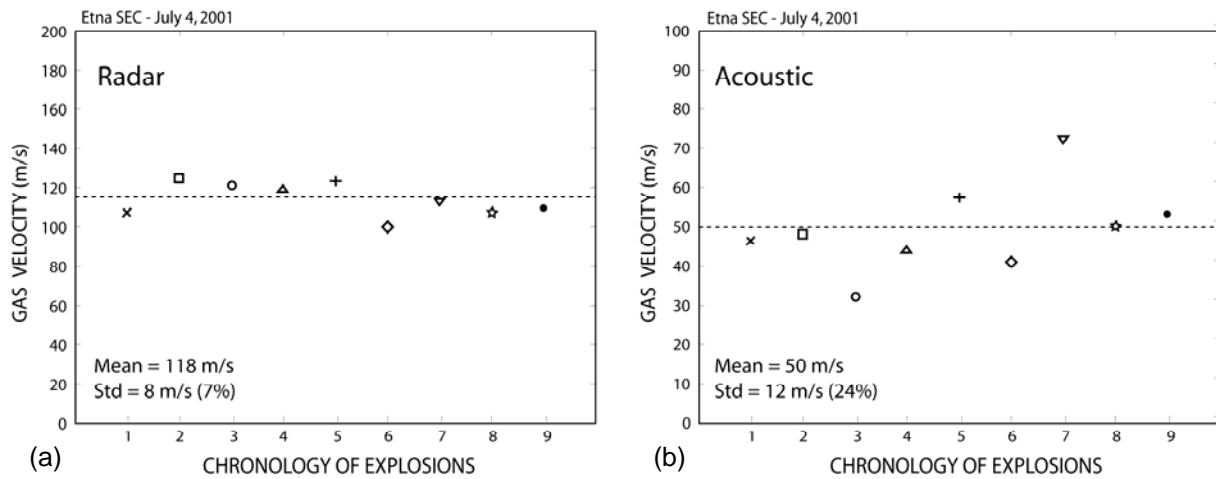 Etna SEC - July 4, 2001
200
180
160
140
120
100
80
60
40
20
0
GAS VELOCITY (m/s)
Radar
Mean = 118 m/s
Std = 8 m/s (7%)
1 2 3 4 5 6 7 8 9
(a)
CHRONOLOGY OF EXPLOSIONS
Etna SEC - July 4, 2001
100
90
80
70
60
50
40
30
20
10
0
GAS VELOCITY (m/s)
Acoustic
Mean = 50 m/s
Std = 12 m/s (24%)
1 2 3 4 5 6 7 8 9
(b)
CHRONOLOGY OF EXPLOSIONS